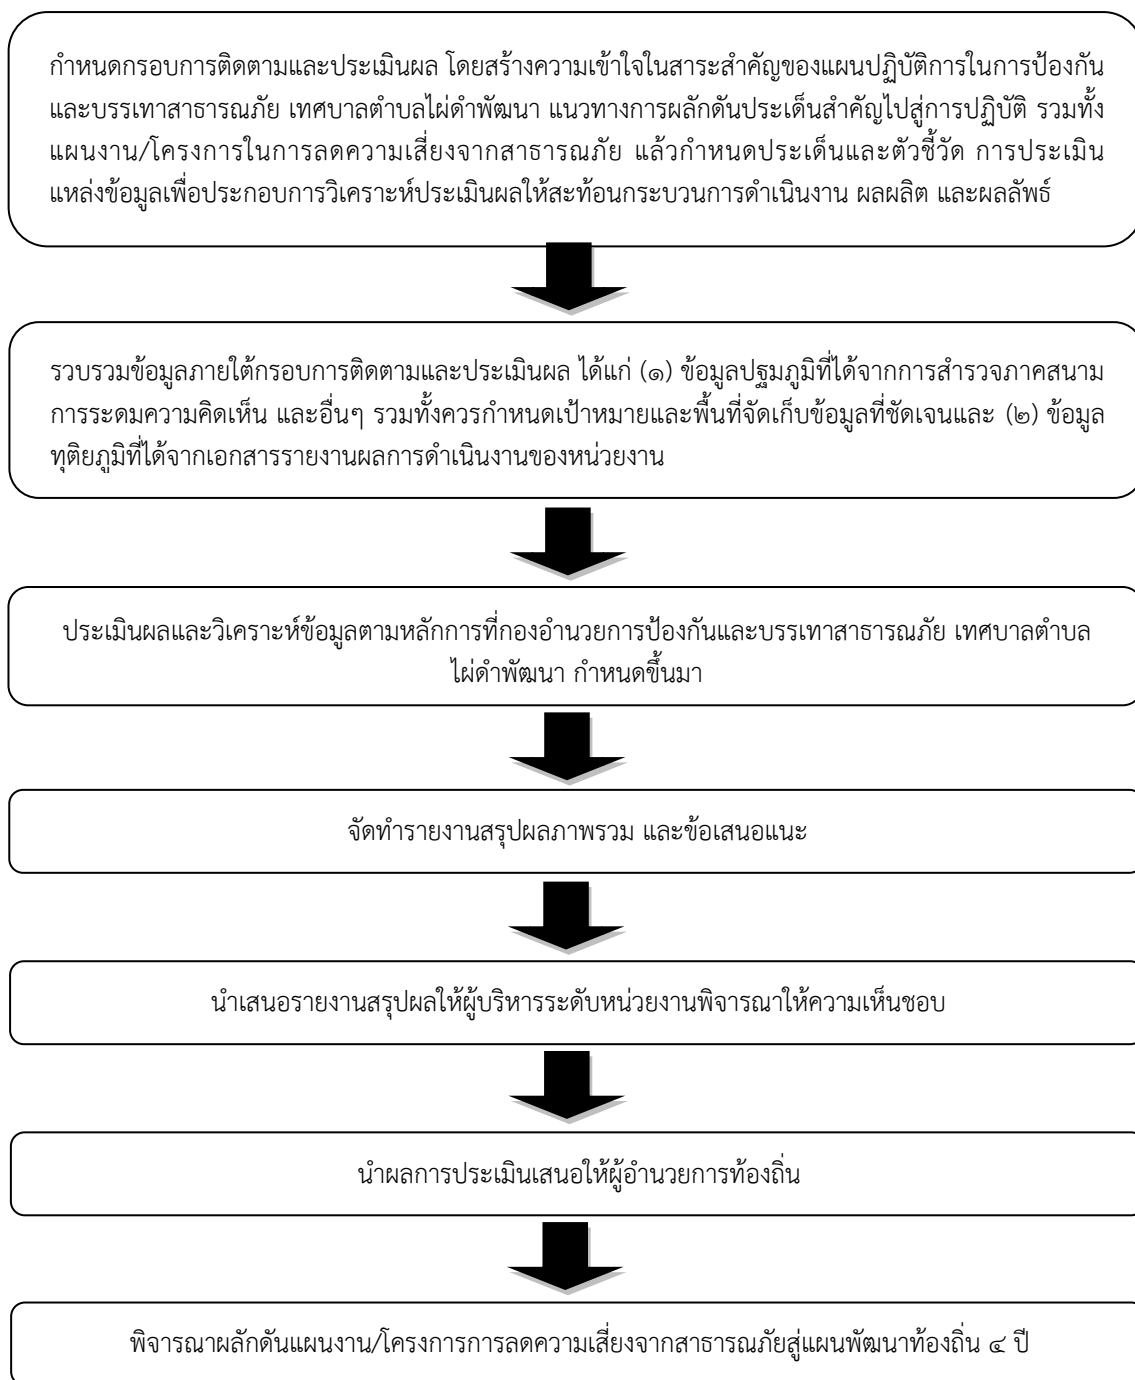 กำหนดกรอบการติดตามและประเมินผล โดยสร้างความเข้าใจในสาระสำคัญของแผนปฏิบัติการในการป้องกัน
และบรรเทาสาธารณภัย เทศบาลตำบลไผ่ดำพัฒนา แนวทางการผลักดันประเด็นสำคัญไปสู่การปฏิบัติ รวมทั้ง
แผนงาน/โครงการในการลดความเสี่ยงจากสาธารณภัย แล้วกำหนดประเด็นและตัวชี้วัด การประเมิน
แหล่งข้อมูลเพื่อประกอบการวิเคราะห์ประเมินผลให้สะท้อนกระบวนการดำเนินงาน ผลผลิต และผลลัพธ์
รวบรวมข้อมูลภายใต้กรอบการติดตามและประเมินผล ได้แก่ (๑) ข้อมูลปฐมภูมิที่ได้จากการสำรวจภาคสนาม
การระดมความคิดเห็น และอื่นๆ รวมทั้งควรกำหนดเป้าหมายและพื้นที่จัดเก็บข้อมูลที่ชัดเจนและ (๒) ข้อมูล
ทุติยภูมิที่ได้จากเอกสารรายงานผลการดำเนินงานของหน่วยงาน
ประเมินผลและวิเคราะห์ข้อมูลตามหลักการที่กองอำนวยการป้องกันและบรรเทาสาธารณภัย เทศบาลตำบล
ไผ่ดำพัฒนา กำหนดขึ้นมา
จัดทำรายงานสรุปผลภาพรวม และข้อเสนอแนะ
นำเสนอรายงานสรุปผลให้ผู้บริหารระดับหน่วยงานพิจารณาให้ความเห็นชอบ
นำผลการประเมินเสนอให้ผู้อำนวยการท้องถิ่น
พิจารณาผลักดันแผนงาน/โครงการการลดความเสี่ยงจากสาธารณภัยสู่แผนพัฒนาท้องถิ่น ๔ ปี